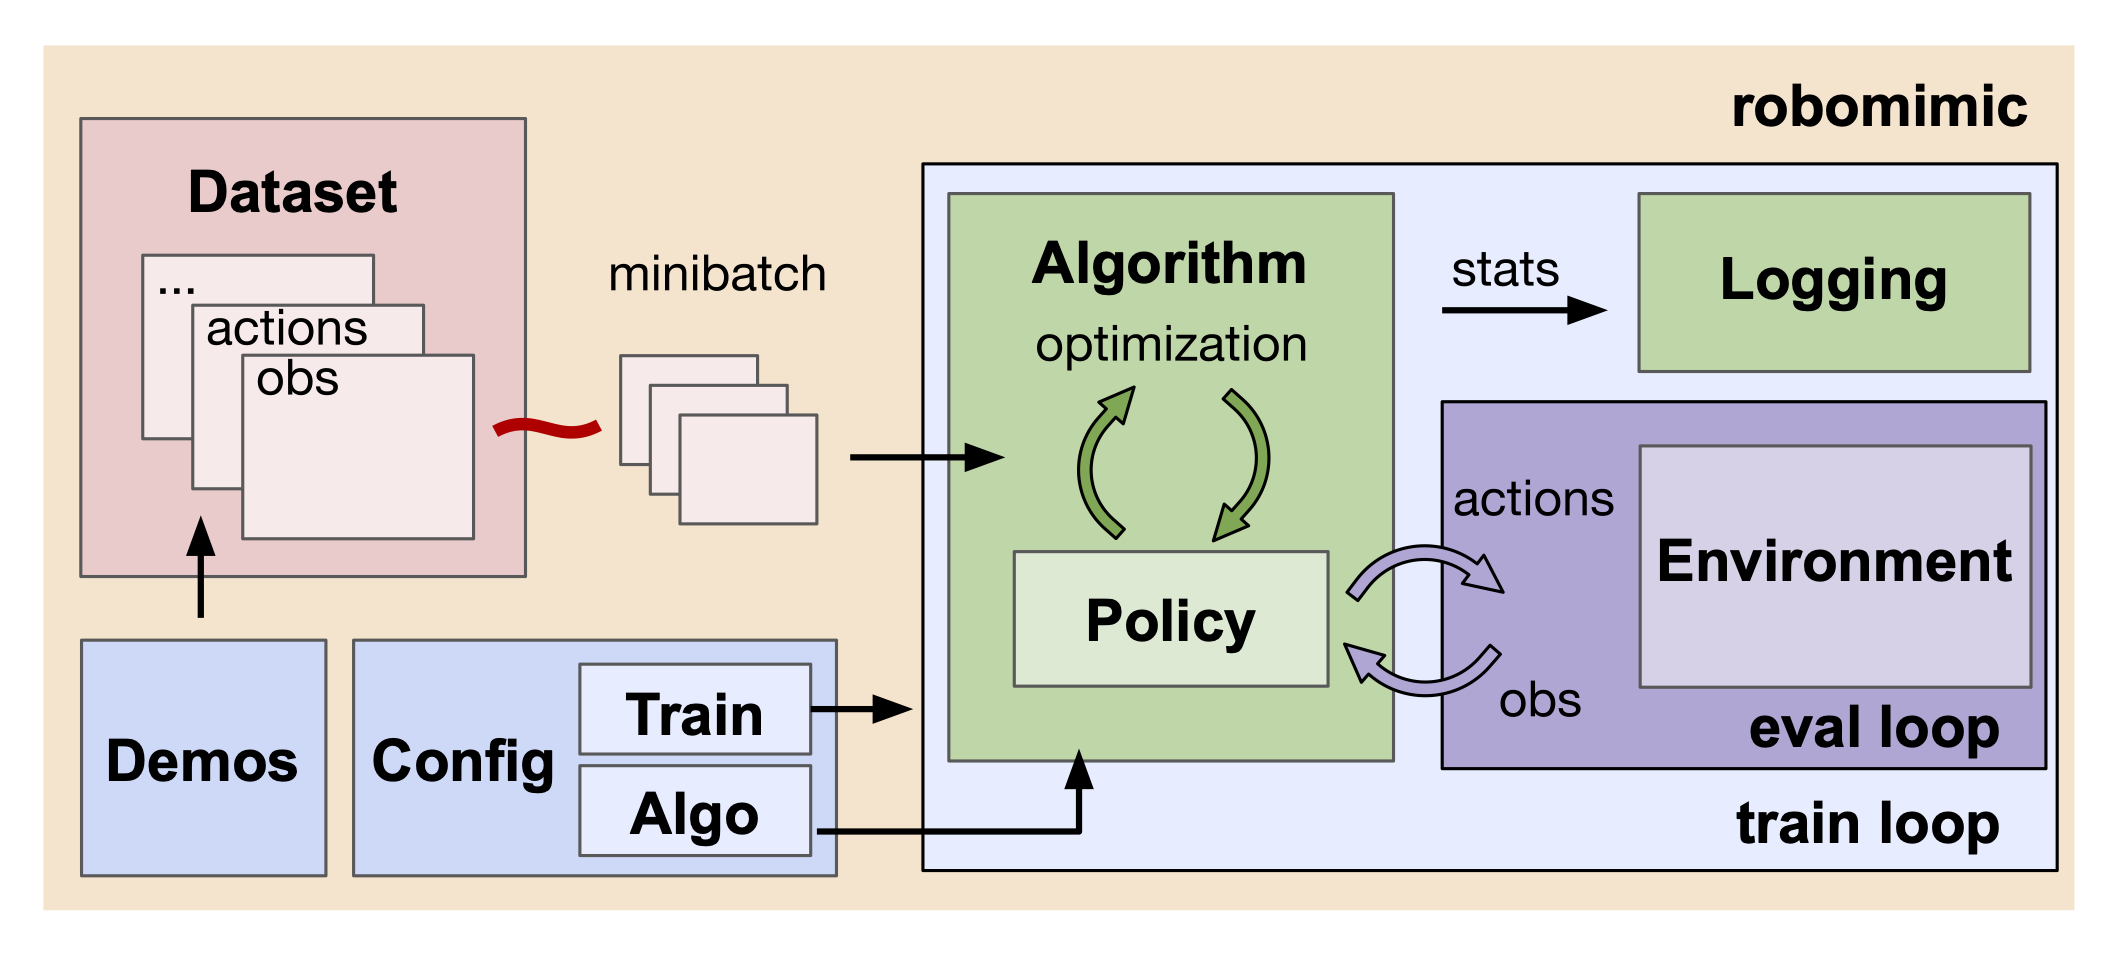 robomimic
Dataset
...
actions
obs
minibatch
Demos
Config
Train
Algo
Algorithm
optimization
Policy
stats
Logging
actions
Environment
obs
eval loop
train loop